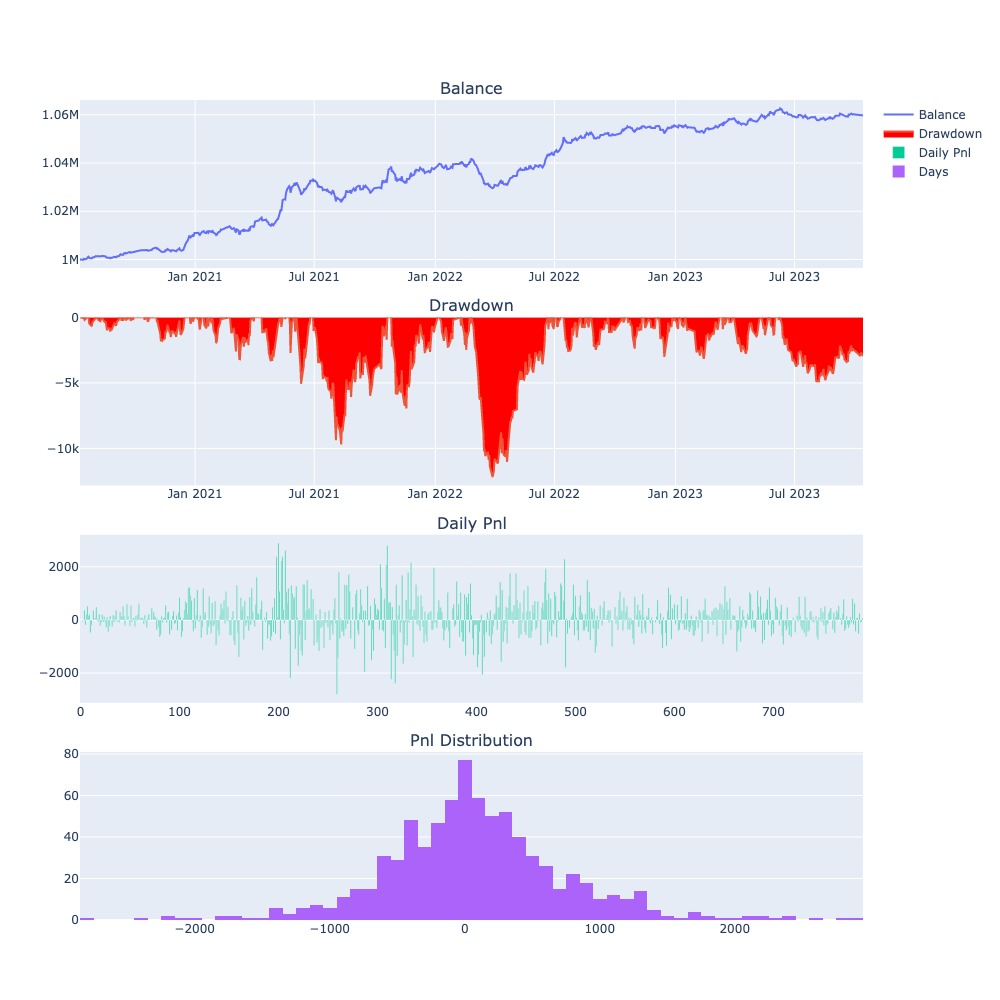 Balance
1.06M
1.04M
1.02M
1M
Jan 2021 Jul 2021 Jan 2022 Jul 2022 Jan 2023 Jul 2023
Balance
Drawdown
Daily Pnl
Days
Drawdown
0
−5k
−10k
Jan 2021 Jul 2021 Jan 2022 Jul 2022 Jan 2023 Jul 2023
Daily Pnl
2000
0
−2000
0 100 200 300 400 500 600 700
Pnl Distribution
80
60
40
20
0
−2000 −1000 0 1000 2000